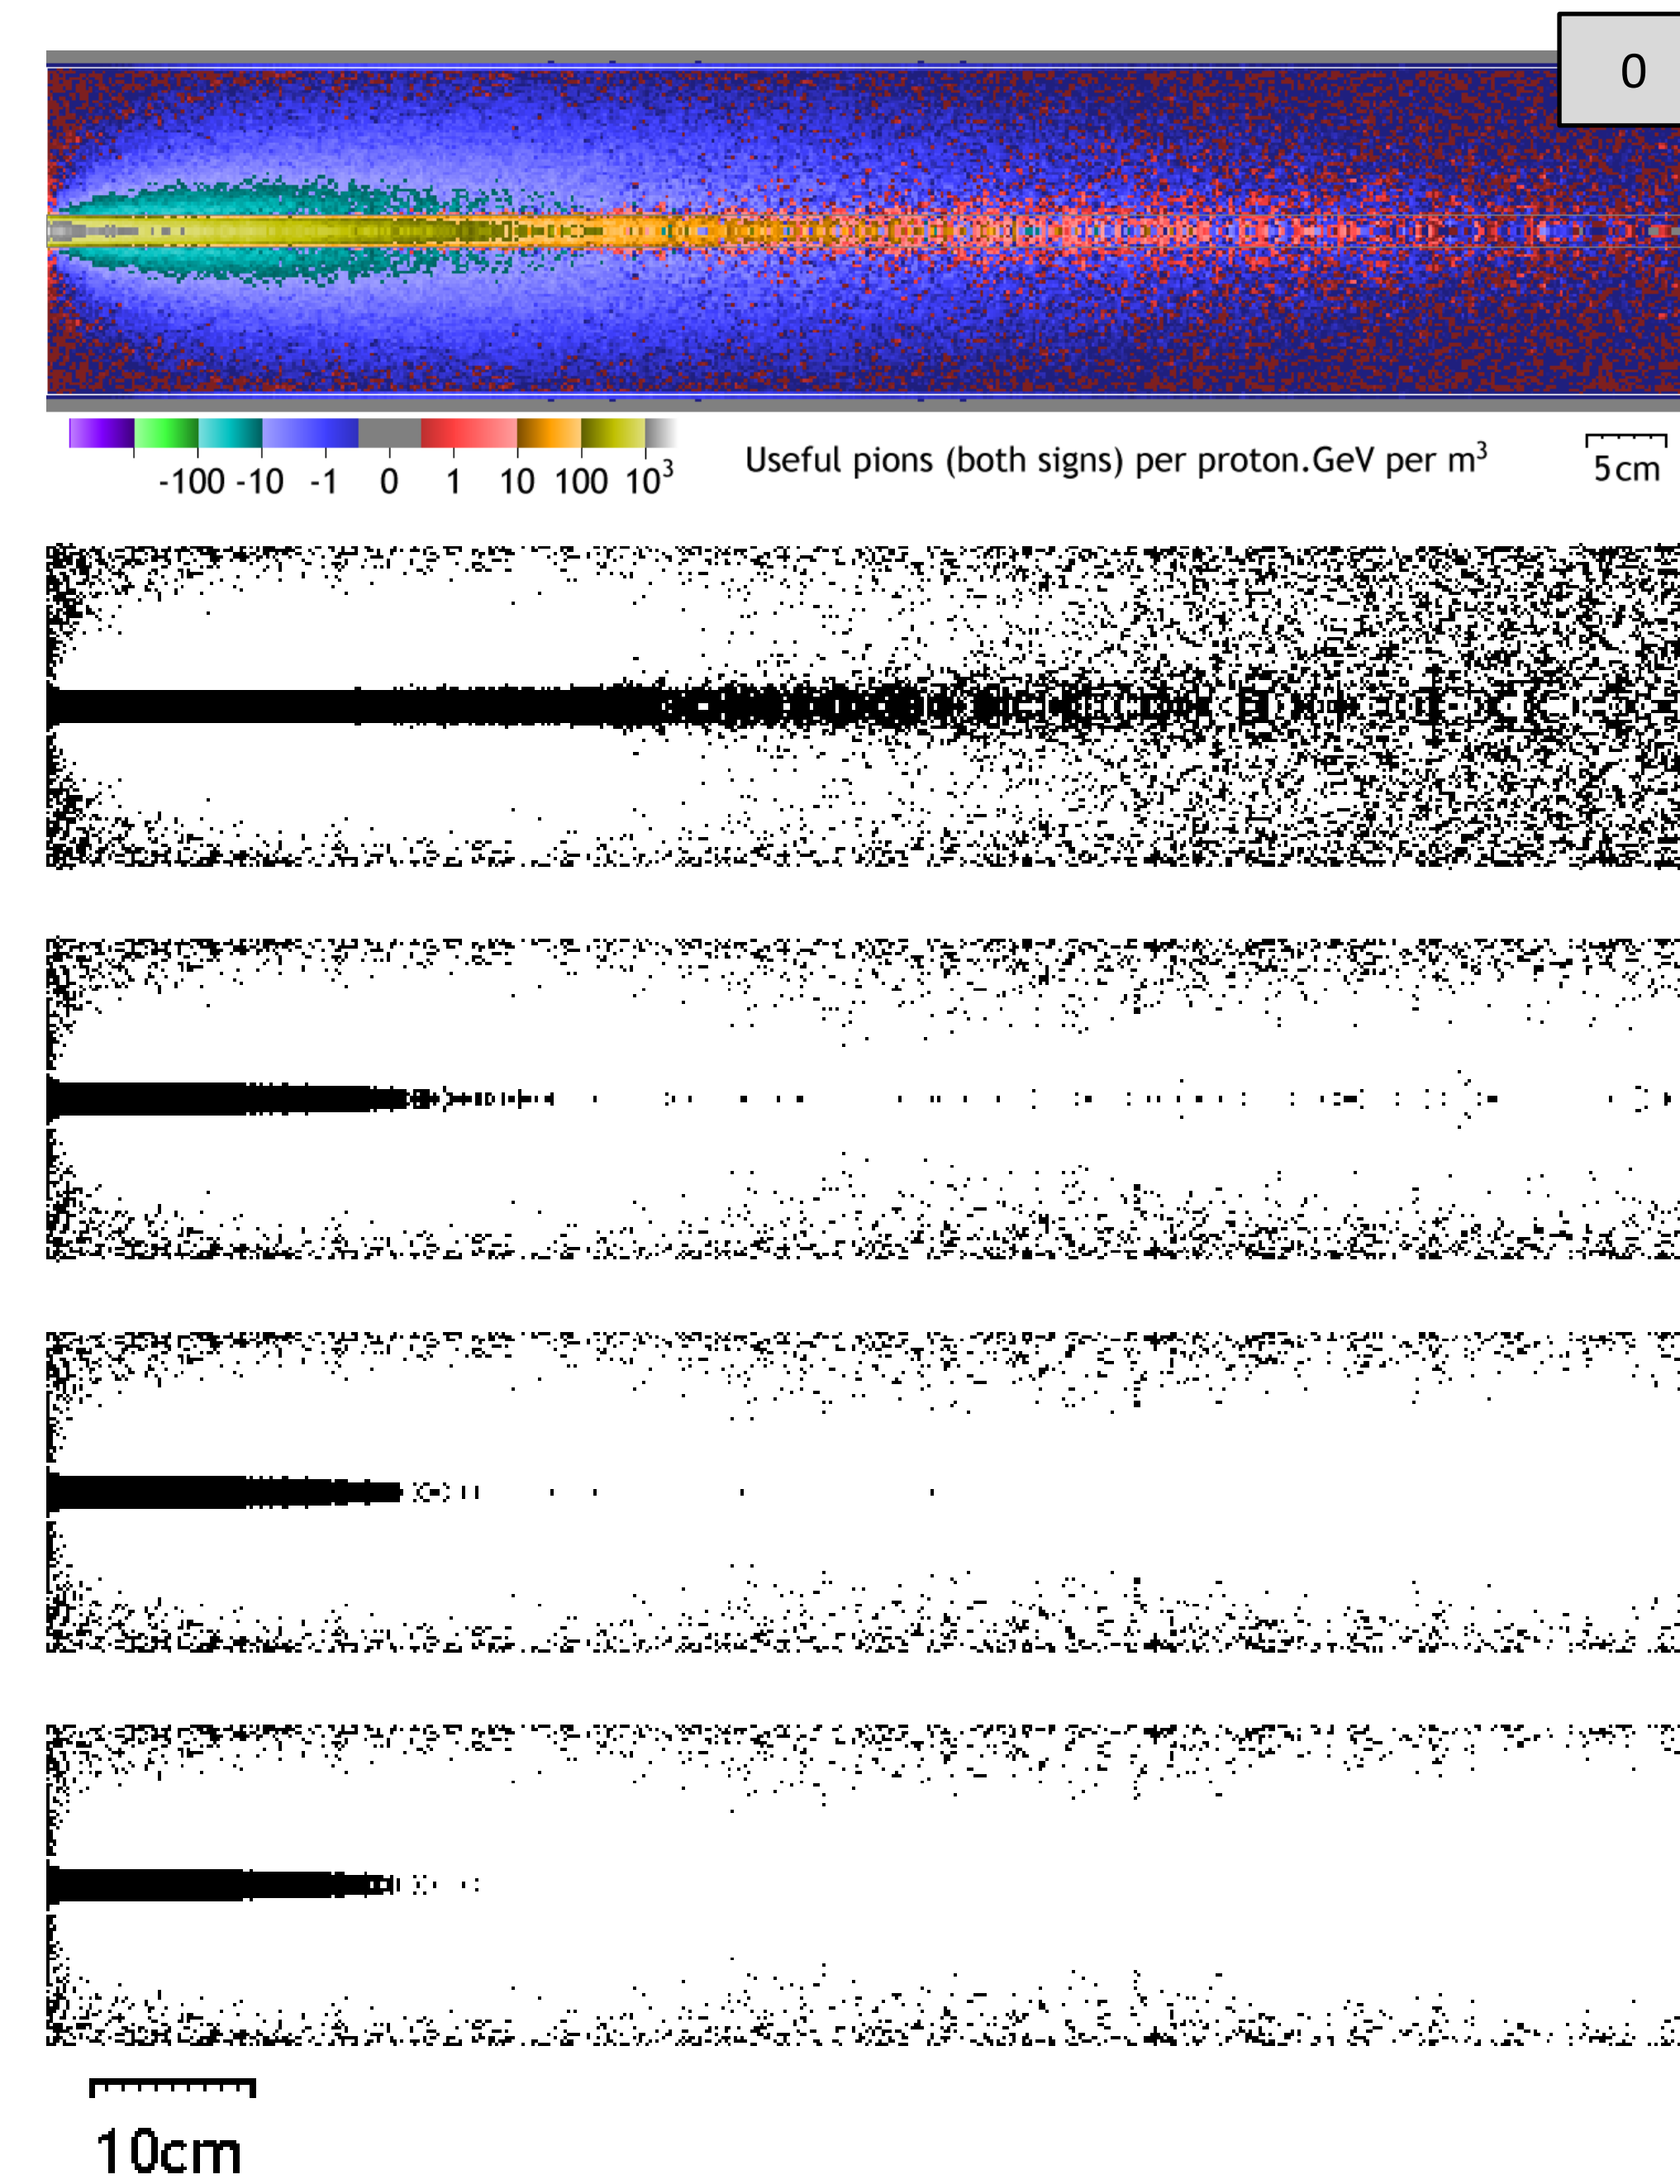 0
-100 -10 -1 0 1 10 100 10³
Useful pions (both signs) per proton.GeV per m³
5cm
10cm